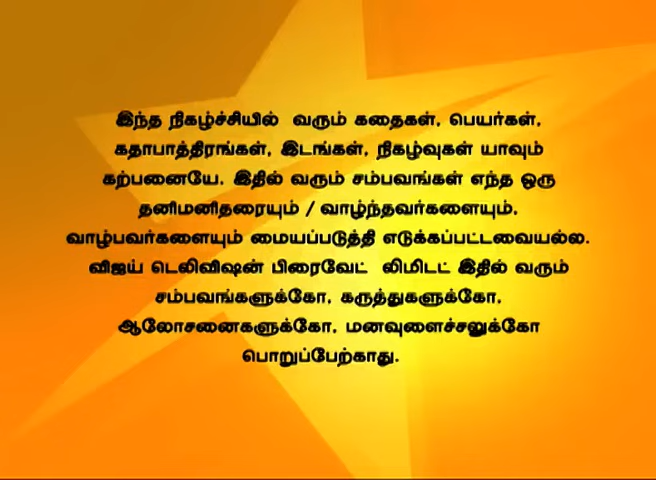 இந்த நிகழ்ச்சியில் வரும் கதைகள், பெயர்கள்,
கதாபாத்திரங்கள், இடங்கள், நிகழ்வுகள் யாவும்
கற்பனையே. இதில் வரும் சம்பவங்கள் எந்த ஒரு
தனிமனிதரையும் / வாழ்ந்தவர்களையும்,
வாழ்பவர்களையும் மையப்படுத்தி எடுக்கப்பட்டவையல்ல.
விஜய் டெலிவிஷன் பிரைவேட் லிமிடட் இதில் வரும்
சம்பவங்களுக்கோ, கருத்துகளுக்கோ,
ஆலோசனைகளுக்கோ, மனவுளைச்சலுக்கோ
பொறுப்பேற்காது.